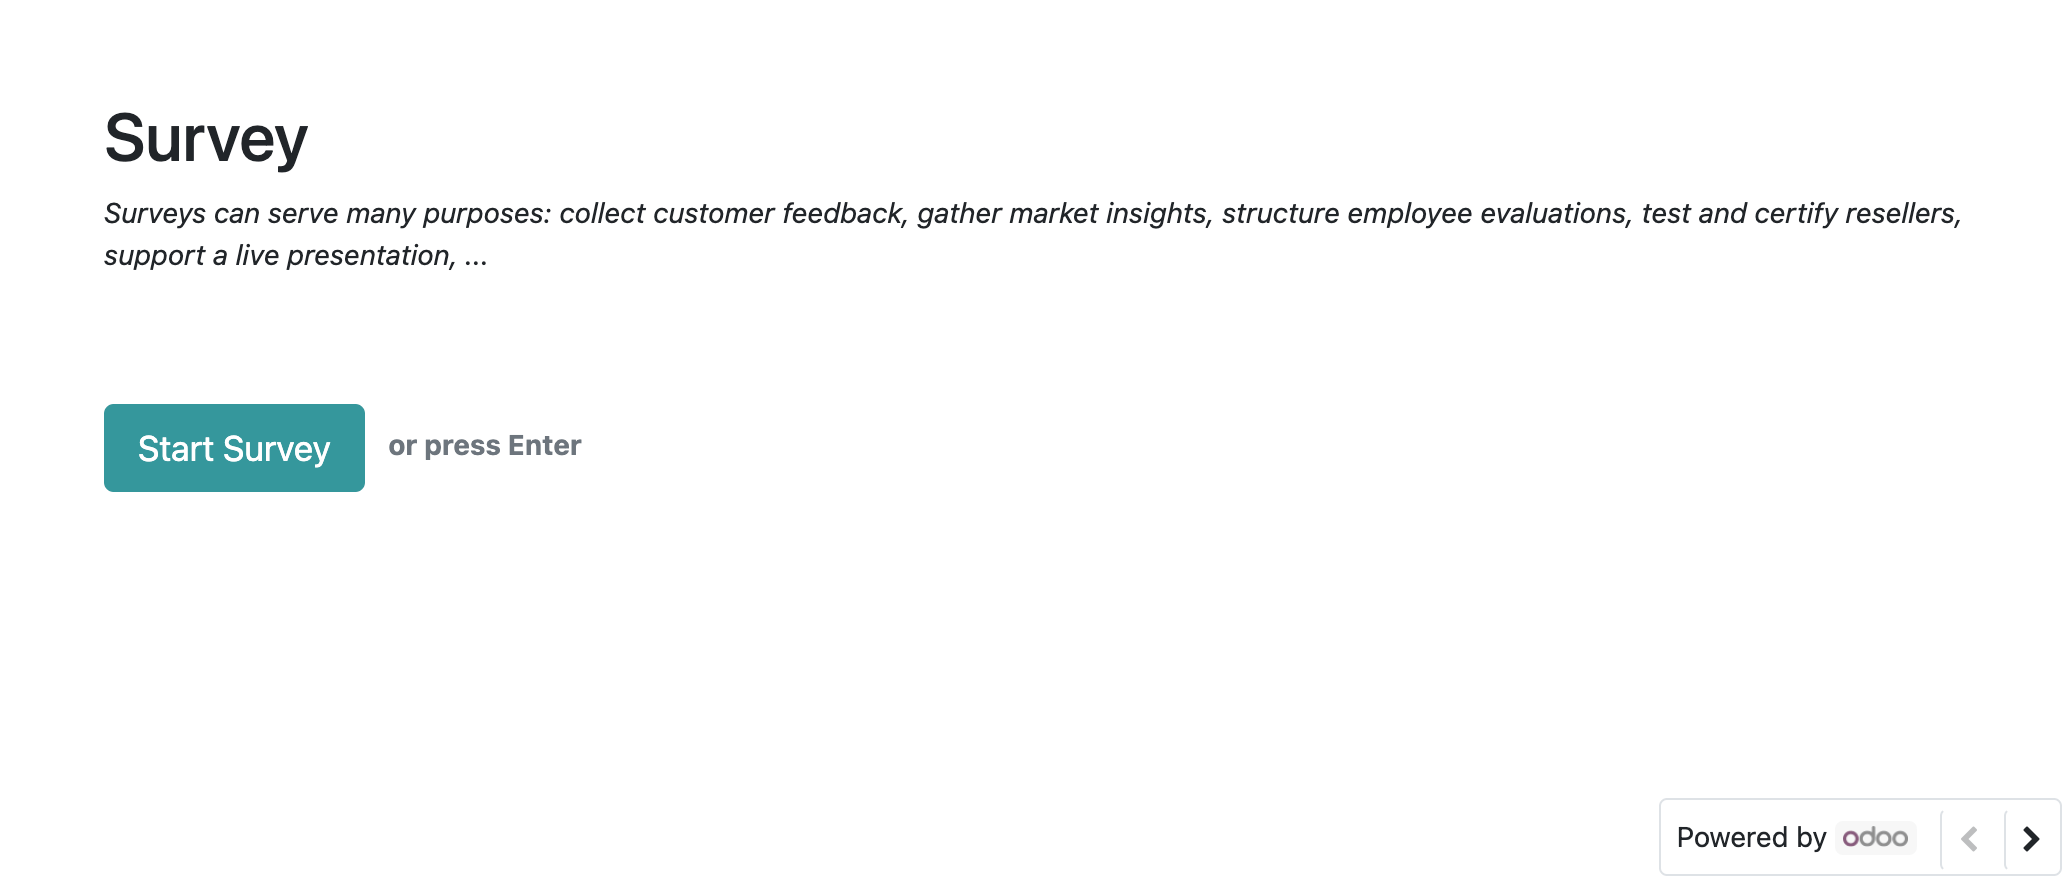 Survey
Surveys can serve many purposes: collect customer feedback, gather market insights, structure employee evaluations, test and certify resellers,
support a live presentation, ...
Start Survey or press Enter
Powered by odoo